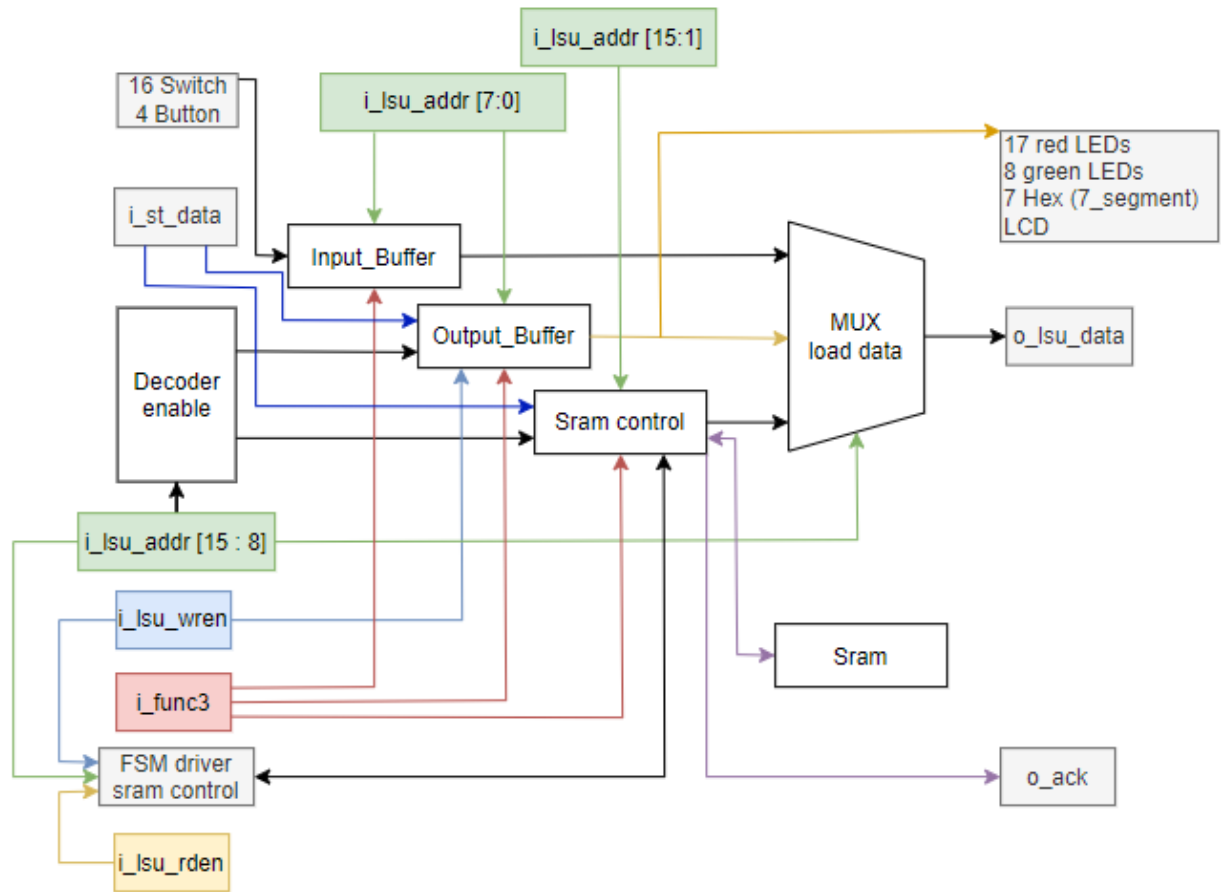 i_lsu_addr [15:1]
16 Switch
4 Button
i_lsu_addr [7:0]
17 red LEDs
8 green LEDs
7 Hex (7_segment)
LCD
i_st_data
Input_Buffer
Output_Buffer
MUX
load data
o_lsu_data
Decoder
enable
Sram control
i_lsu_addr [15 : 8]
i_lsu_wren
Sram
i_func3
FSM driver
sram control
o_ack
i_lsu_rden